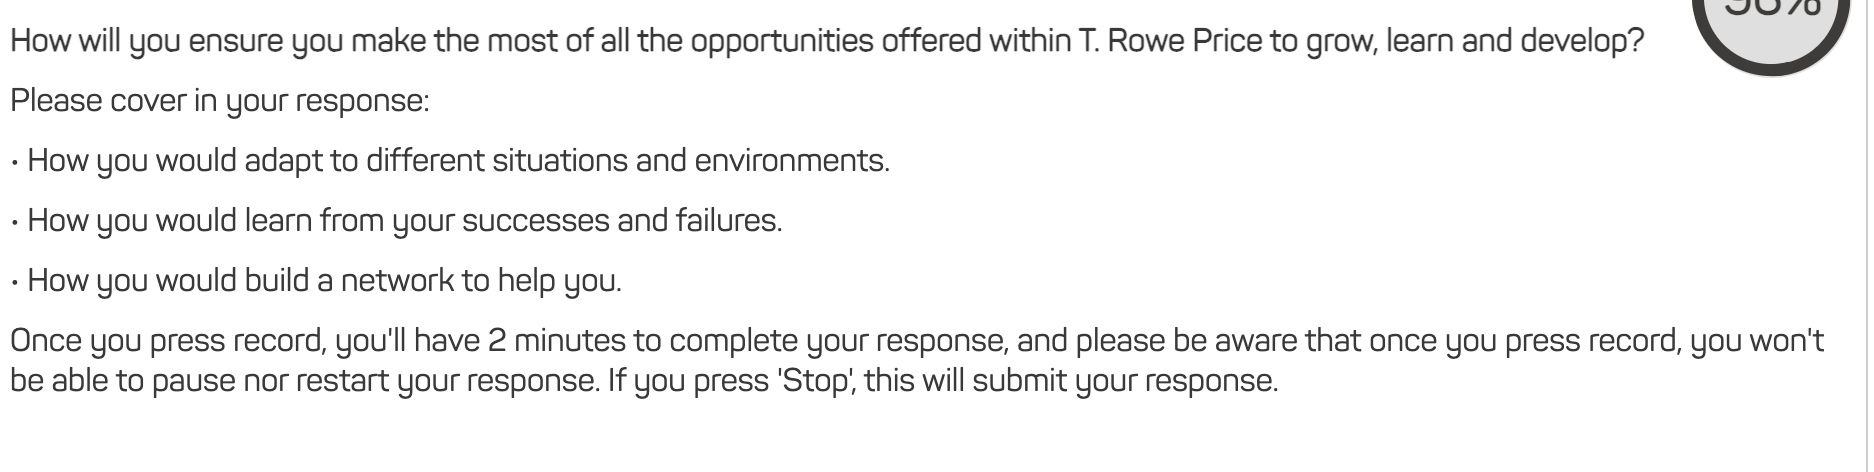 How will you ensure you make the most of all the opportunities offered within T. Rowe Price to grow, learn and develop?
Please cover in your response:
· How you would adapt to different situations and environments.
· How you would learn from your successes and failures.
· How you would build a network to help you.
Once you press record, you'll have 2 minutes to complete your response, and please be aware that once you press record, you won't
be able to pause nor restart your response. If you press 'Stop', this will submit your response.